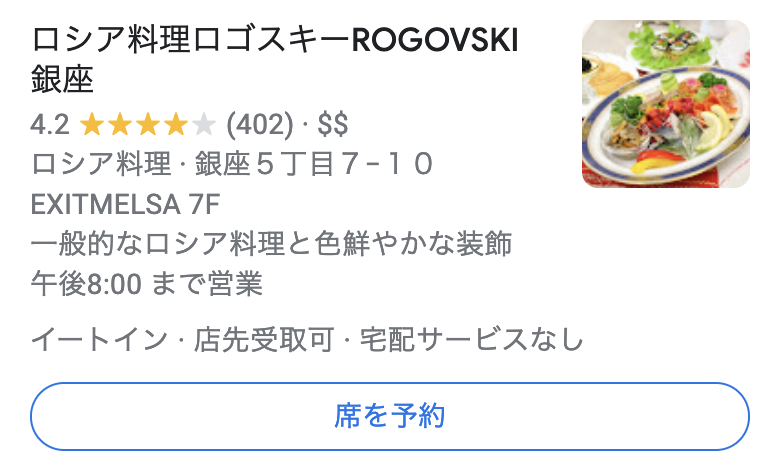 ロシア料理ロゴスキーROGOVSKI
銀座
4.2 ★★★★★ (402) · $$
ロシア料理 · 銀座５丁目７−１０
EXITMELSA 7F
一般的なロシア料理と色鮮やかな装飾
午後8:00 まで営業
イートイン · 店先受取可 · 宅配サービスなし
席を予約